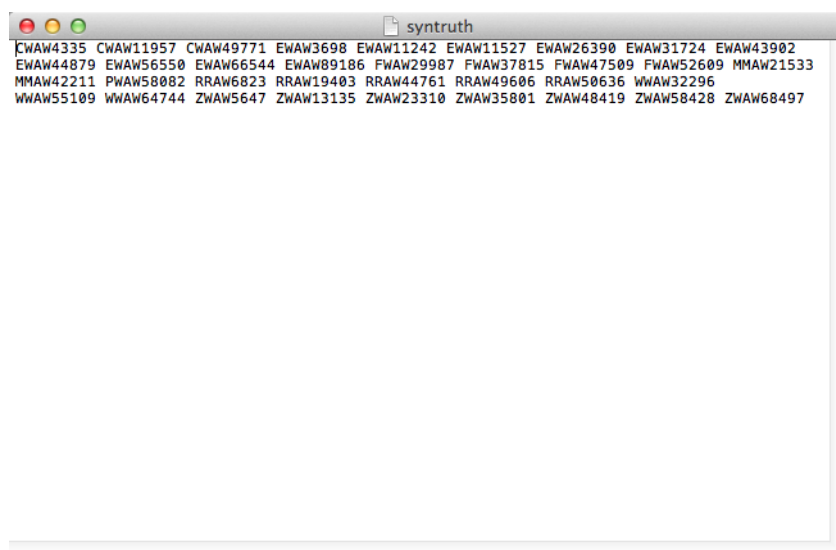 syntruth
CWAW4335 CWAW11957 CWAW49771 EWAW3698 EWAW11242 EWAW11527 EWAW26390 EWAW31724 EWAW43902
EWAW44879 EWAW56550 EWAW66544 EWAW89186 FWAW29987 FWAW37815 FWAW47509 FWAW52609 MMAW21533
MMAW42211 PWAW58082 RRAW6823 RRAW19403 RRAW44761 RRAW49606 RRAW50636 WWAW32296
WWAW55109 WWAW64744 ZWAW5647 ZWAW13135 ZWAW23310 ZWAW35801 ZWAW48419 ZWAW58428 ZWAW68497